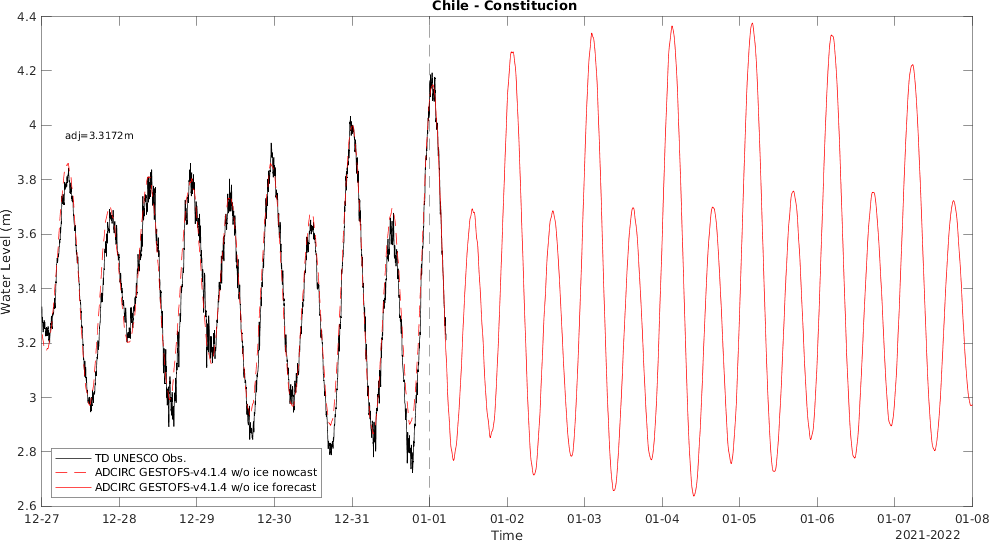 Chile - Constitucion
4.4
4.2
4
3.8
3.6
3.4
3.2
3
2.8
2.6
Water Level (m)
adj=3.3172m
TD UNESCO Obs.
ADCIRC GESTOFS-v4.1.4 w/o ice nowcast
ADCIRC GESTOFS-v4.1.4 w/o ice forecast
12-27 12-28 12-29 12-30 12-31 01-01 01-02 01-03 01-04 01-05 01-06 01-07 01-08
Time
2021-2022